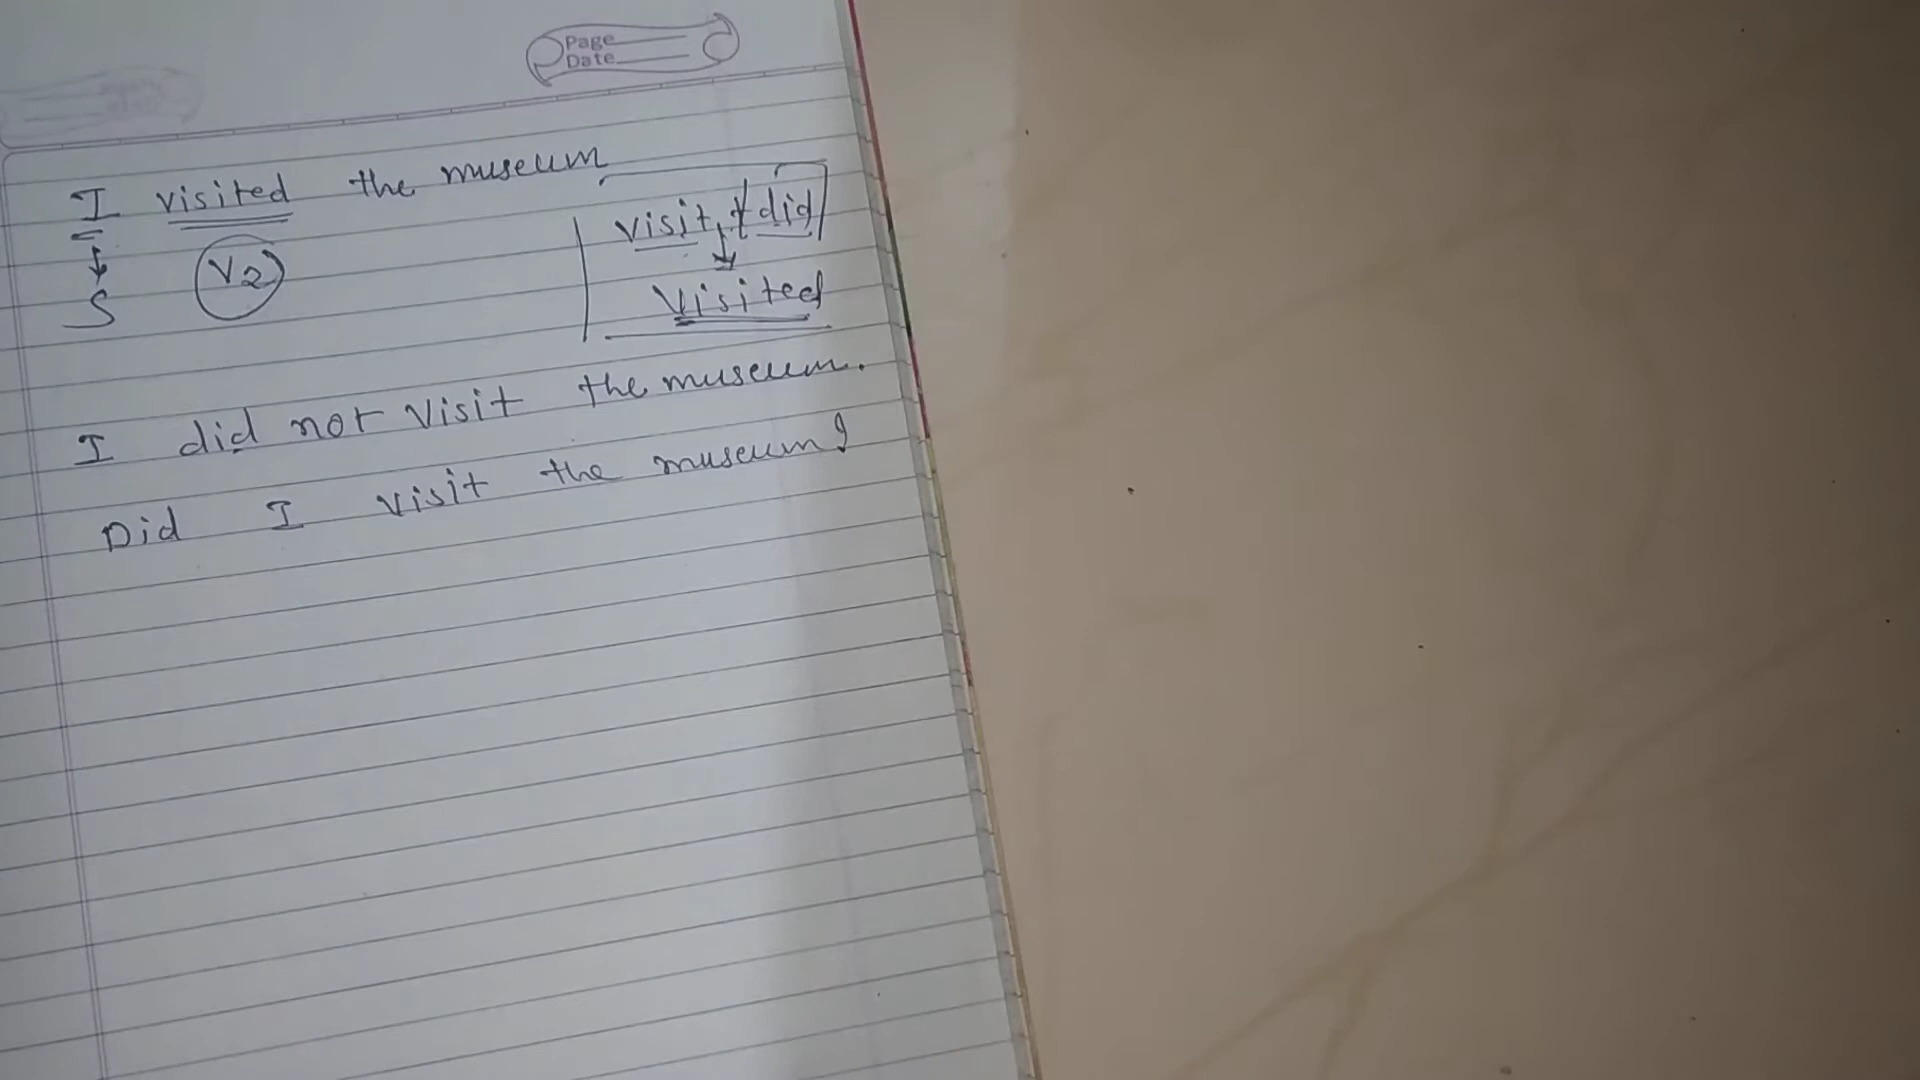 Page
Date
I visited the museum
visit + did
V2
S
Visited
I did not visit the museum.
Did I visit the museum?